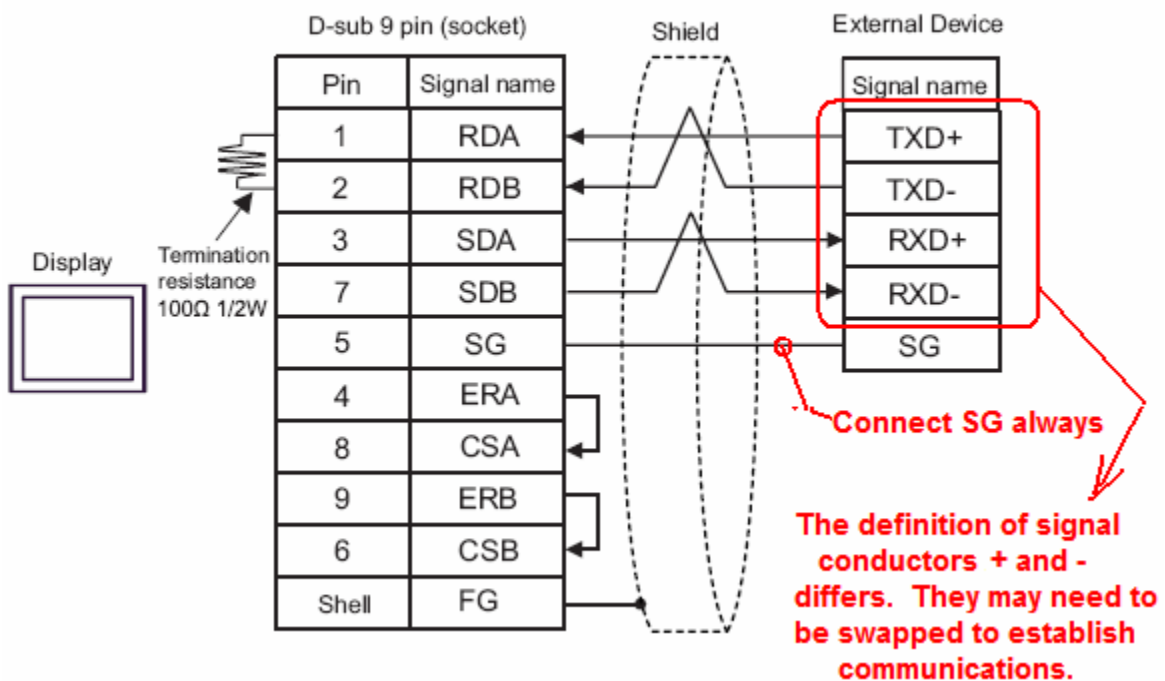 D-sub 9 pin (socket)
Shield
External Device
Pin Signal name
Signal name
1 RDA
TXD+
2 RDB
TXD-
3 SDA
RXD+
7 SDB
RXD-
5 SG
SG
4 ERA
8 CSA
9 ERB
6 CSB
Shell FG
Display
Termination
resistance
100Ω 1/2W
Connect SG always
The definition of signal
conductors + and -
differs. They may need to
be swapped to establish
communications.